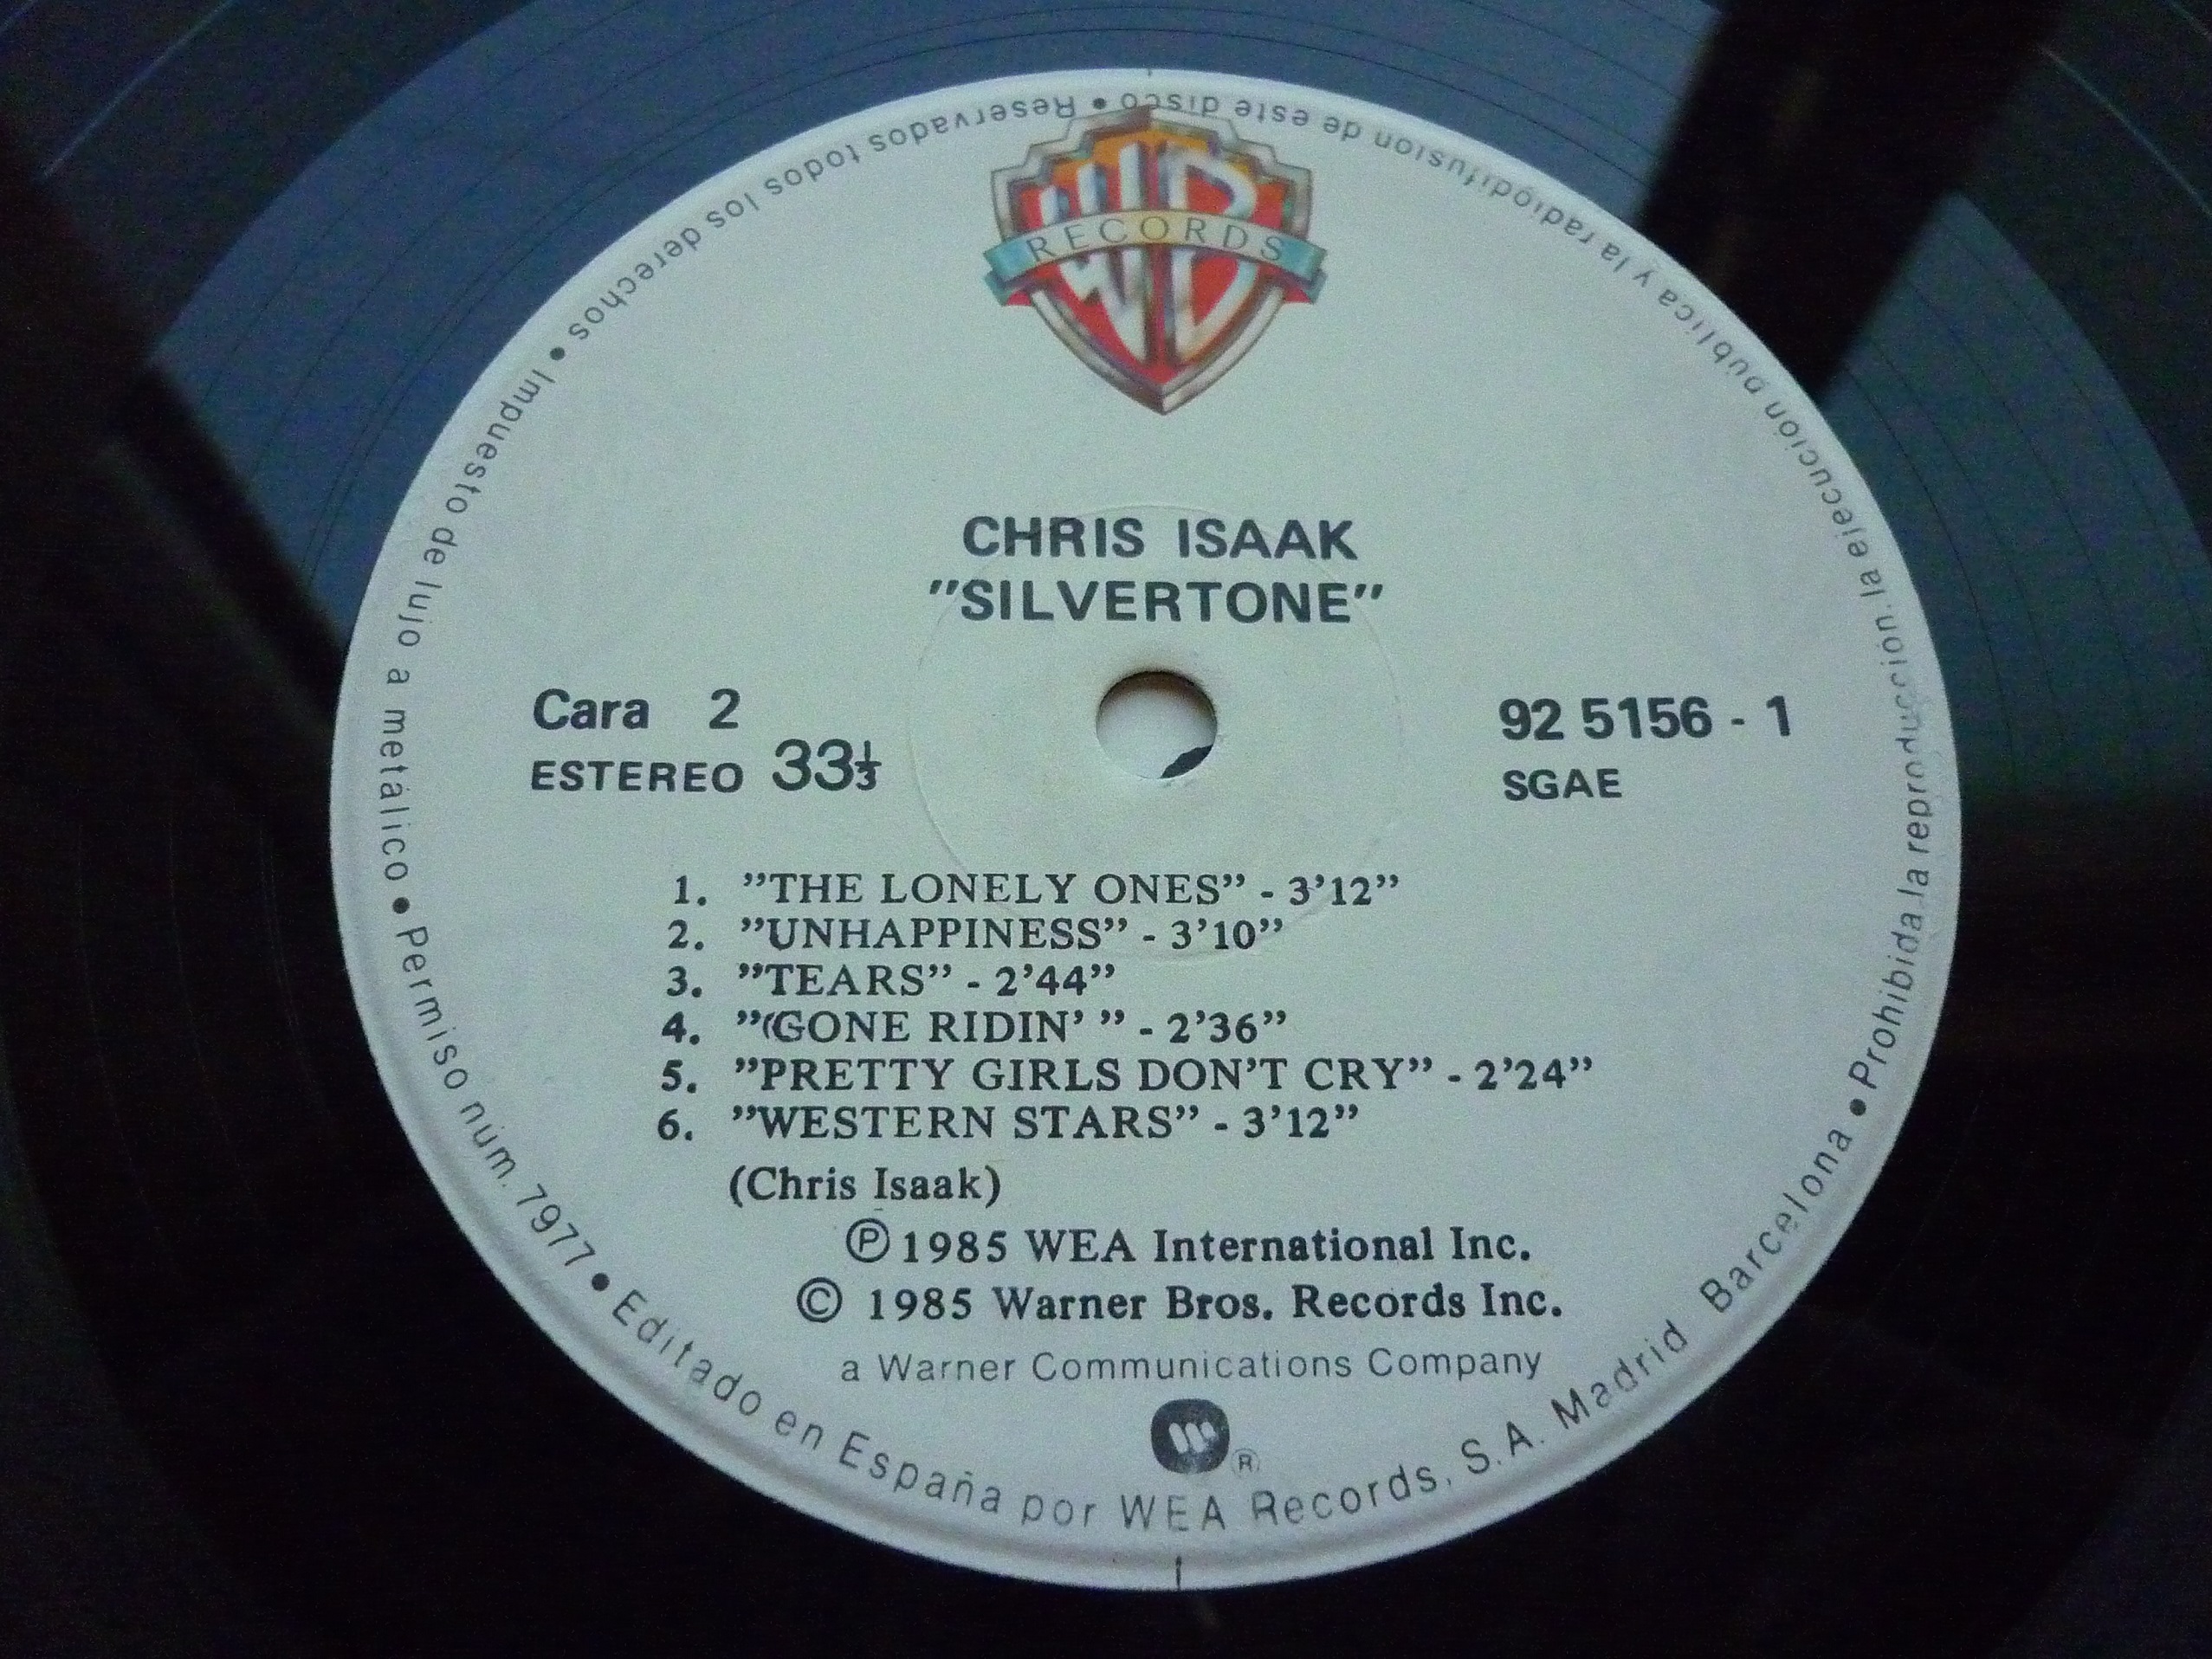 WB
RECORDS
CHRIS ISAAK
"SILVERTONE"
Cara 2
ESTEREO 33⅓
92 5156 - 1
SGAE
1. "THE LONELY ONES" - 3'12"
2. "UNHAPPINESS" - 3'10"
3. "TEARS" - 2'44"
4. "(GONE RIDIN' " - 2'36"
5. "PRETTY GIRLS DON'T CRY" - 2'24"
6. "WESTERN STARS" - 3'12"
(Chris Isaak)
Ⓟ 1985 WEA International Inc.
© 1985 Warner Bros. Records Inc.
a Warner Communications Company
®
Reservados todos los derechos • Impuesto de lujo a metálico • Permiso núm. 7977 • Editado en España por WEA Records, S.A. Madrid Barcelona • Prohibida la reproducción, la ejecución pública y la radiodifusión de este disco •